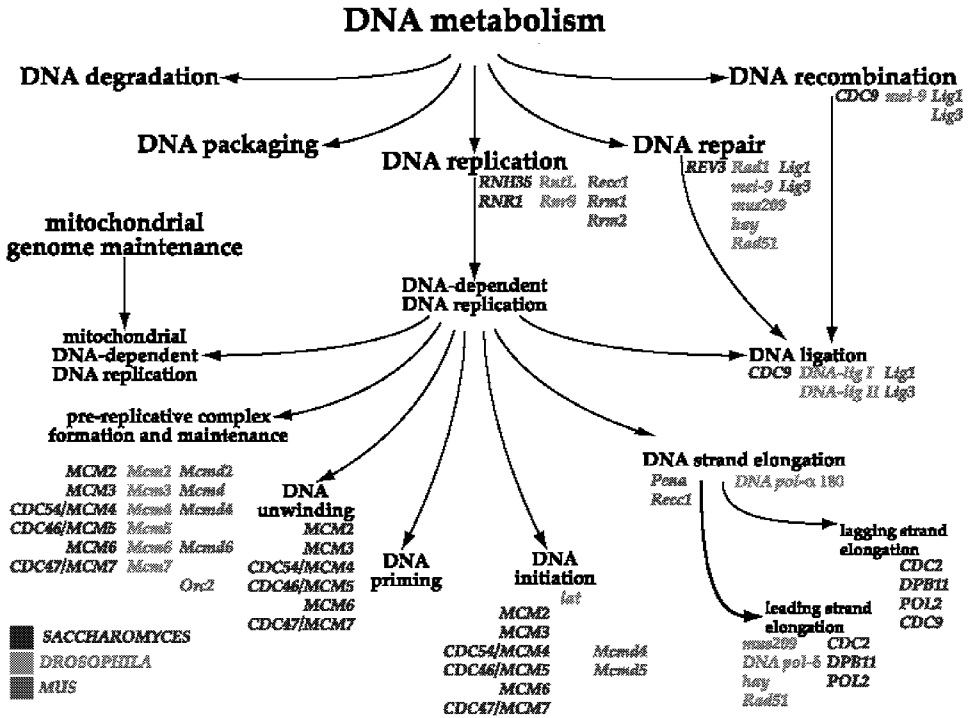 DNA metabolism
DNA degradation
DNA recombination
CDC9 mei-9 Lig1
Lig3
DNA packaging
DNA replication
RNH35 RntL Recc1
RNR1 Rnr9 Rrm1
Rrm2
DNA repair
REV3 Rad1 Lig1
mei-9 Lig3
mus209
hay
Rad51
mitochondrial
genome maintenance
DNA-dependent
DNA replication
mitochondrial
DNA-dependent
DNA replication
DNA ligation
CDC9 DNA-lig I Lig1
DNA-lig II Lig3
pre-replicative complex
formation and maintenance
MCM2 Mcm2 Mcmd2
MCM3 Mcm3 Mcmd
CDC54/MCM4 Mcm4 Mcmd4
CDC46/MCM5 Mcm5
MCM6 Mcm6 Mcmd6
CDC47/MCM7 Mcm7
Orc2
DNA
unwinding
MCM2
MCM3
CDC54/MCM4
CDC46/MCM5
MCM6
CDC47/MCM7
DNA
priming
DNA
initiation
lat
MCM2
MCM3
CDC54/MCM4 Mcmd4
CDC46/MCM5 Mcmd5
MCM6
CDC47/MCM7
DNA strand elongation
Pcna DNA pol-α 180
Recc1
lagging strand
elongation
CDC2
DPB11
POL2
CDC9
leading strand
elongation
mus209 CDC2
DNA pol-δ DPB11
hay POL2
Rad51
SACCHAROMYCES
DROSOPHILA
MUS